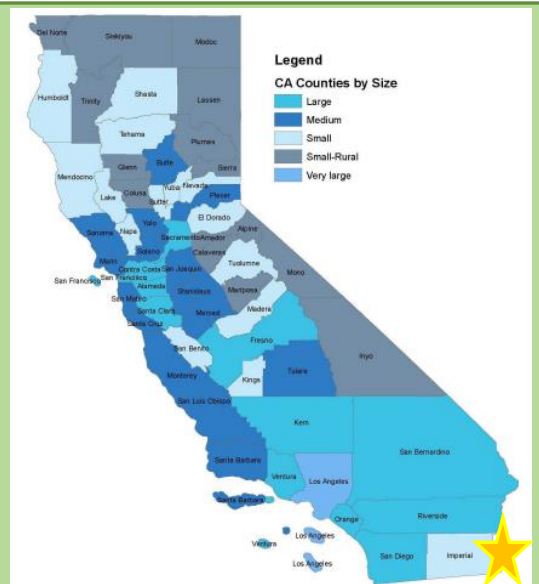 Legend
CA Counties by Size
Large
Medium
Small
Small-Rural
Very large
Del Norte
Siskiyou
Modoc
Humboldt
Trinity
Shasta
Lassen
Tehama
Plumas
Mendocino
Glenn
Butte
Sierra
Lake
Colusa
Sutter
Yuba
Nevada
Placer
Sonoma
Napa
Yolo
El Dorado
Sacramento
Amador
Alpine
Marin
Solano
Calaveras
San Francisco
San Francisco
Contra Costa
San Joaquin
Tuolumne
Mono
Alameda
San Mateo
Santa Clara
Stanislaus
Mariposa
Santa Cruz
Merced
Madera
San Benito
Fresno
Inyo
Monterey
Kings
Tulare
San Luis Obispo
Kern
San Bernardino
Santa Barbara
Ventura
Los Angeles
Santa Barbara
Orange
Riverside
Ventura
Los Angeles
Los Angeles
San Diego
Imperial